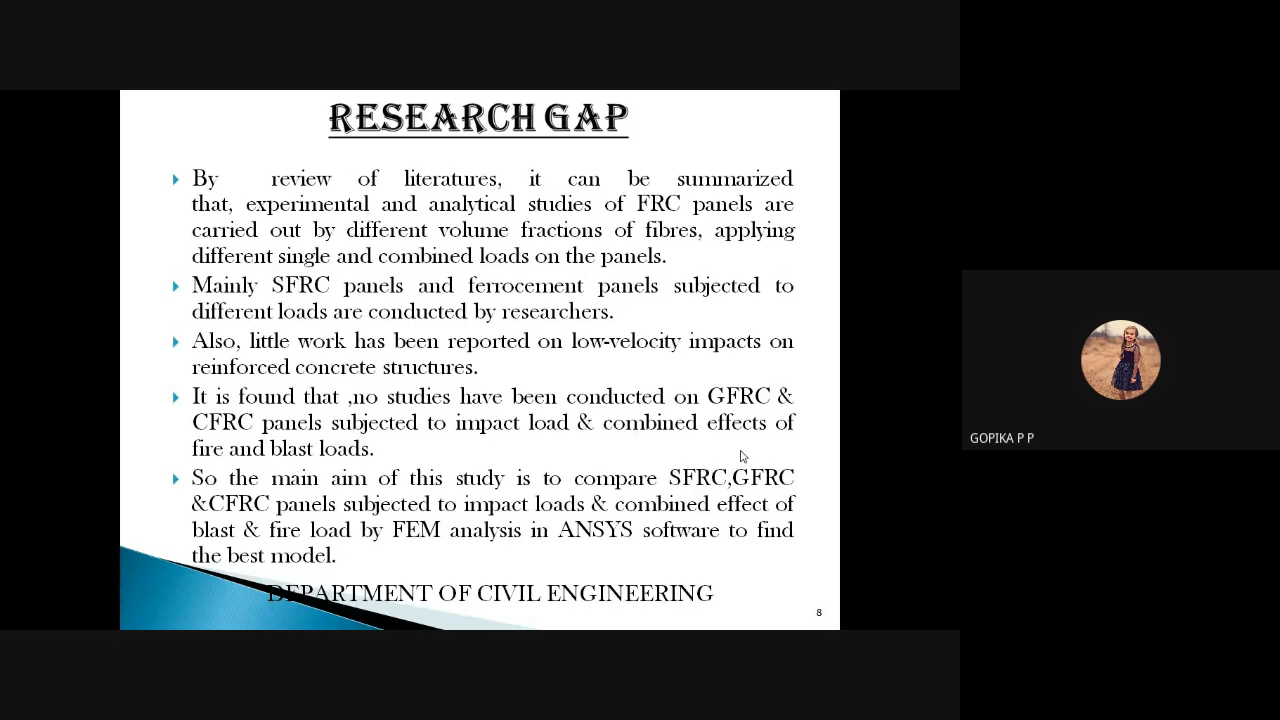 RESEARCH GAP
By review of literatures, it can be summarized
that, experimental and analytical studies of FRC panels are
carried out by different volume fractions of fibres, applying
different single and combined loads on the panels.
Mainly SFRC panels and ferrocement panels subjected to
different loads are conducted by researchers.
Also, little work has been reported on low-velocity impacts on
reinforced concrete structures.
It is found that ,no studies have been conducted on GFRC &
CFRC panels subjected to impact load & combined effects of
fire and blast loads.
So the main aim of this study is to compare SFRC,GFRC
&CFRC panels subjected to impact loads & combined effect of
blast & fire load by FEM analysis in ANSYS software to find
the best model.
DEPARTMENT OF CIVIL ENGINEERING
8
GOPIKA P P